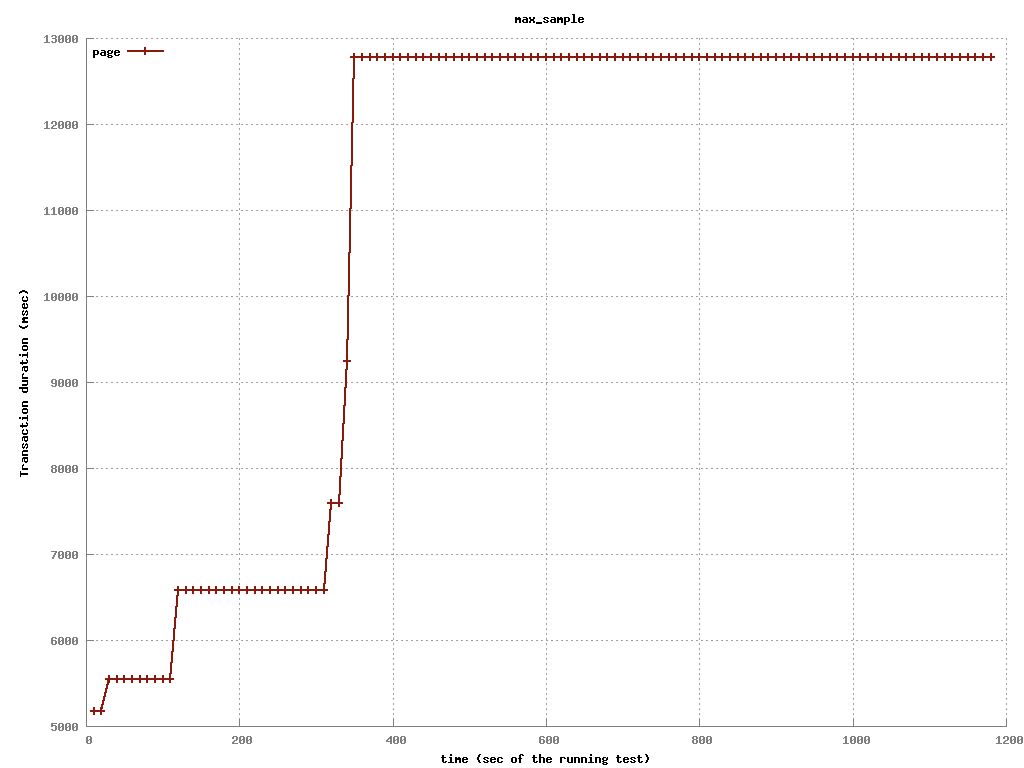 max_sample
page
13000
12000
11000
10000
9000
8000
7000
6000
5000
Transaction duration (msec)
0 200 400 600 800 1000 1200
time (sec of the running test)